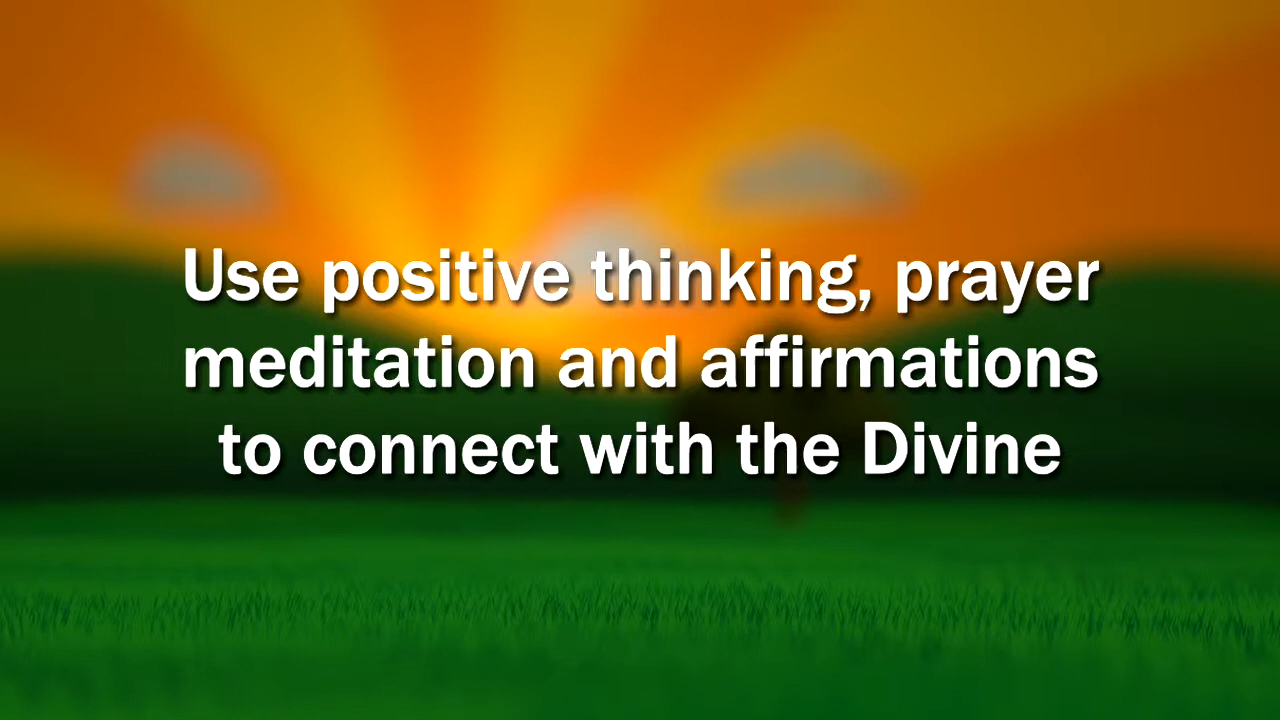 Use positive thinking, prayer
meditation and affirmations
to connect with the Divine